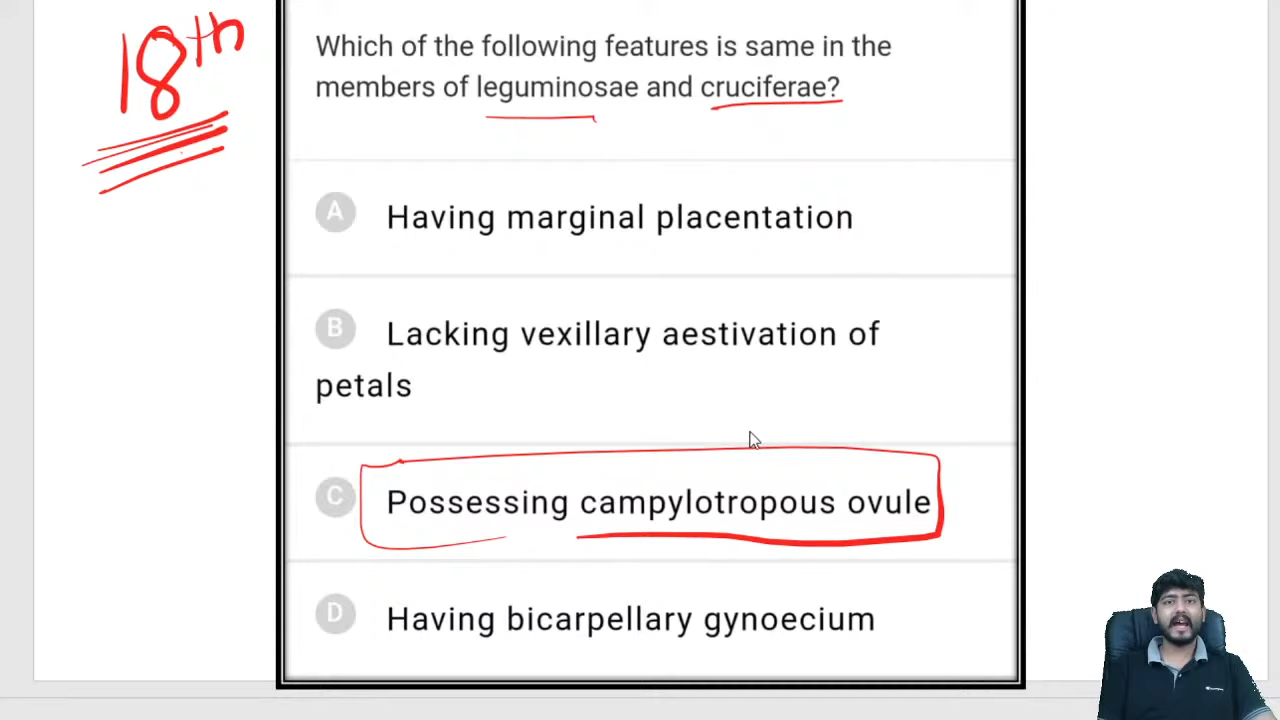 18th
Which of the following features is same in the
members of leguminosae and cruciferae?
A Having marginal placentation
B Lacking vexillary aestivation of
petals
C Possessing campylotropous ovule
D Having bicarpellary gynoecium